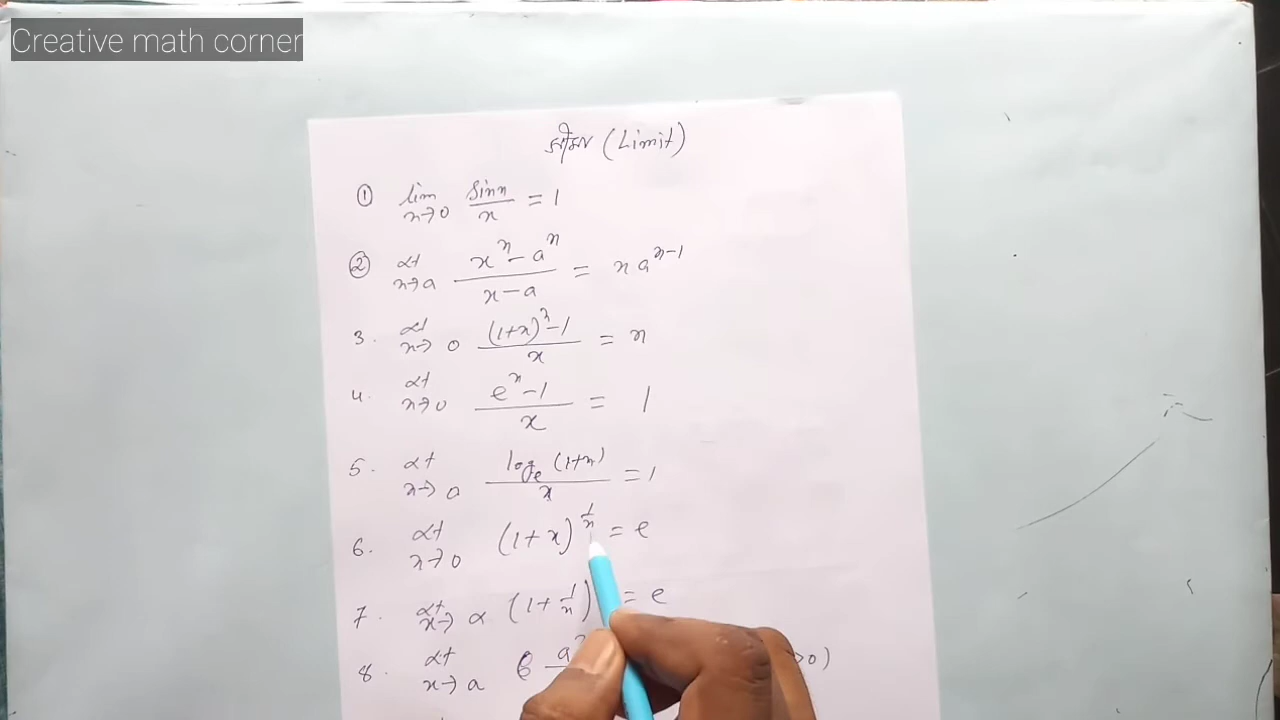 Creative math corner
সীমা (Limit)
① lim x→0 sinx/x = 1
② Lt x→a (xⁿ-aⁿ)/(x-a) = n aⁿ⁻¹
3. Lt x→0 ((1+x)ⁿ-1)/x = n
4. Lt x→0 (eˣ-1)/x = 1
5. Lt x→0 logₑ(1+x)/x = 1
6. Lt x→0 (1+x)^(1/x) = e
7. Lt x→α (1+1/x) = e
8. Lt x→a >0)